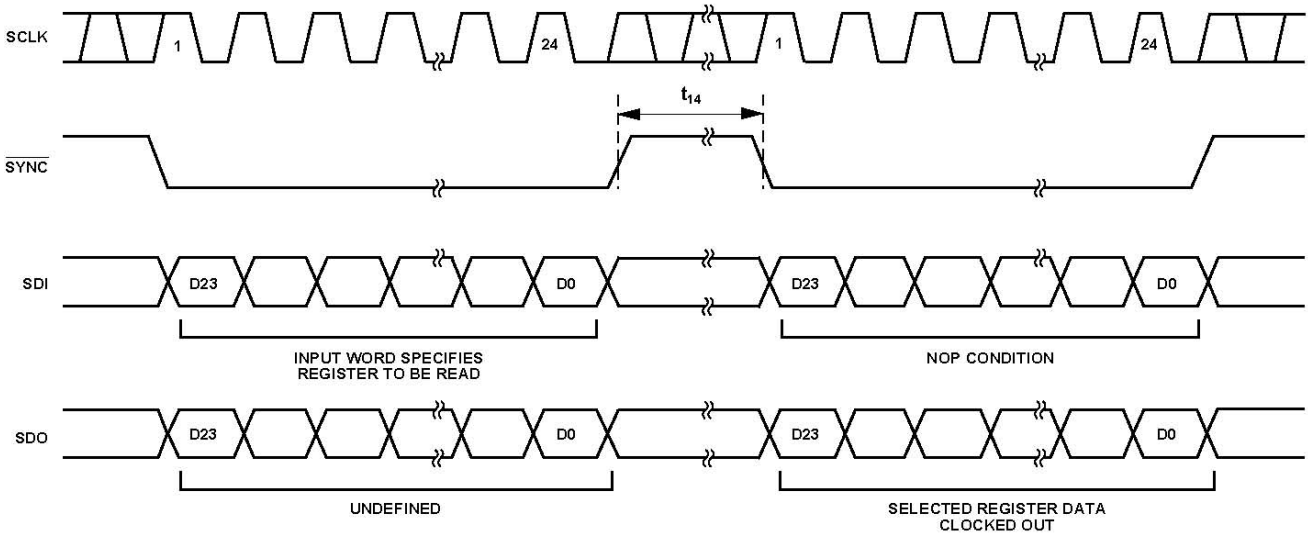 SCLK
1
24
1
24
t14
SYNC
SDI
D23
D0
D23
D0
INPUT WORD SPECIFIES
REGISTER TO BE READ
NOP CONDITION
SDO
D23
D0
D23
D0
UNDEFINED
SELECTED REGISTER DATA
CLOCKED OUT